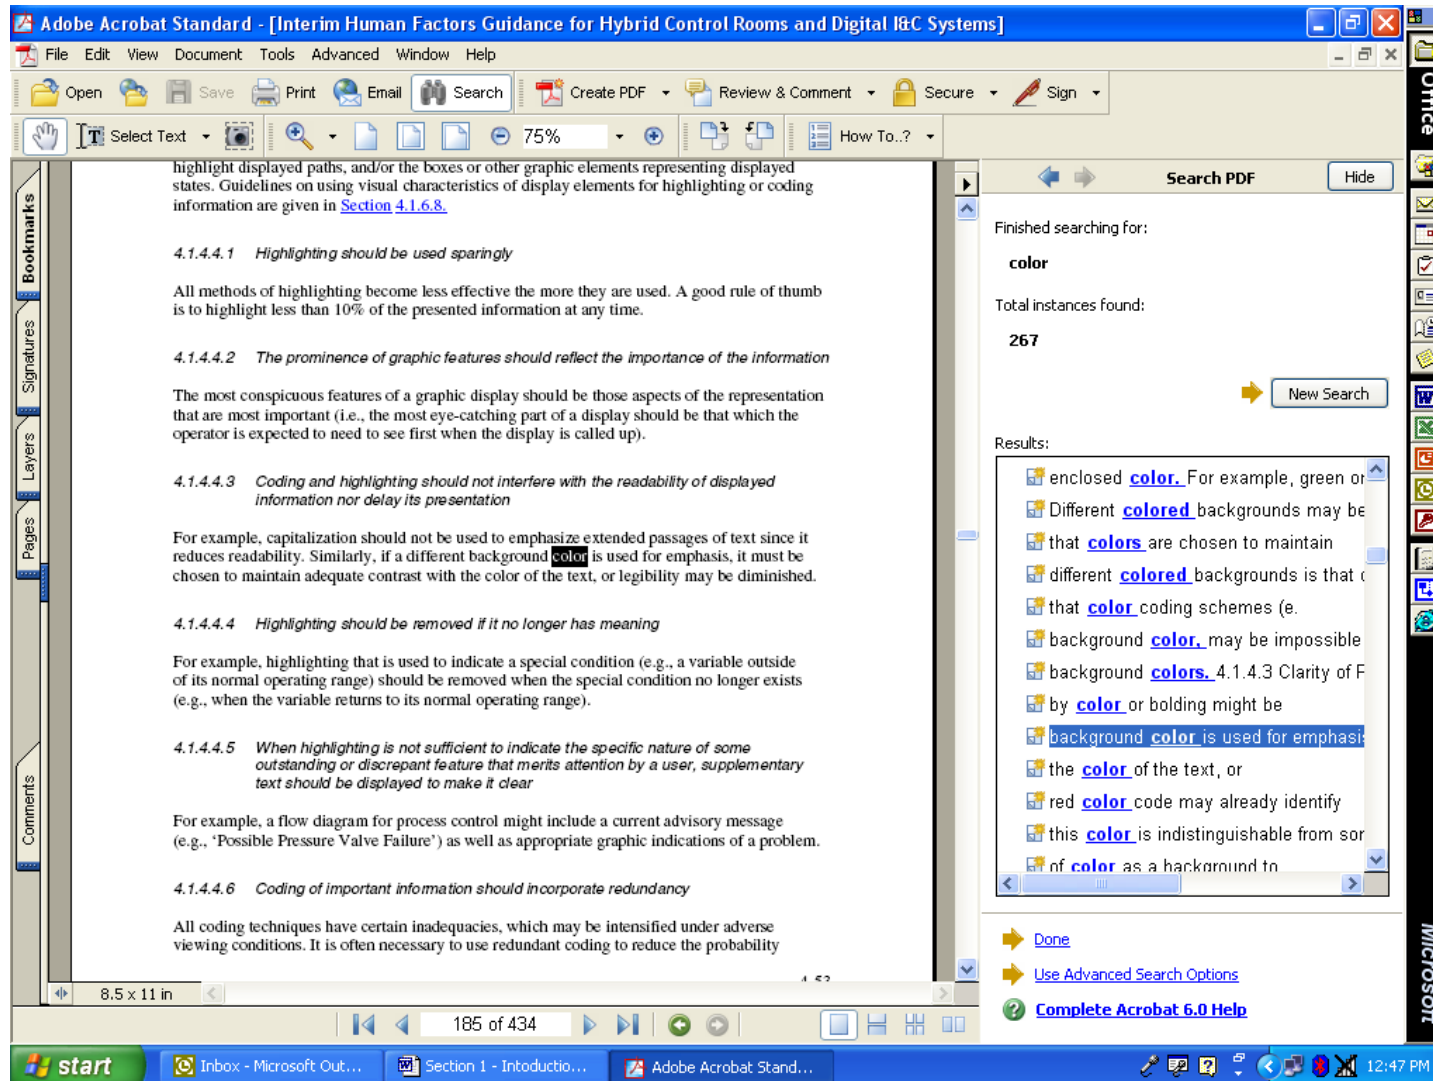 Adobe Acrobat Standard - [Interim Human Factors Guidance for Hybrid Control Rooms and Digital I&C Systems]
File Edit View Document Tools Advanced Window Help
Open Save Print Email Search Create PDF Review & Comment Secure Sign
Select Text 75% How To..?
highlight displayed paths, and/or the boxes or other graphic elements representing displayed
states. Guidelines on using visual characteristics of display elements for highlighting or coding
information are given in Section 4.1.6.8.
4.1.4.4.1 Highlighting should be used sparingly
All methods of highlighting become less effective the more they are used. A good rule of thumb
is to highlight less than 10% of the presented information at any time.
4.1.4.4.2 The prominence of graphic features should reflect the importance of the information
The most conspicuous features of a graphic display should be those aspects of the representation
that are most important (i.e., the most eye-catching part of a display should be that which the
operator is expected to need to see first when the display is called up).
4.1.4.4.3 Coding and highlighting should not interfere with the readability of displayed
information nor delay its presentation
For example, capitalization should not be used to emphasize extended passages of text since it
reduces readability. Similarly, if a different background color is used for emphasis, it must be
chosen to maintain adequate contrast with the color of the text, or legibility may be diminished.
4.1.4.4.4 Highlighting should be removed if it no longer has meaning
For example, highlighting that is used to indicate a special condition (e.g., a variable outside
of its normal operating range) should be removed when the special condition no longer exists
(e.g., when the variable returns to its normal operating range).
4.1.4.4.5 When highlighting is not sufficient to indicate the specific nature of some
outstanding or discrepant feature that merits attention by a user, supplementary
text should be displayed to make it clear
For example, a flow diagram for process control might include a current advisory message
(e.g., 'Possible Pressure Valve Failure') as well as appropriate graphic indications of a problem.
4.1.4.4.6 Coding of important information should incorporate redundancy
All coding techniques have certain inadequacies, which may be intensified under adverse
viewing conditions. It is often necessary to use redundant coding to reduce the probability
4-53
Bookmarks
Signatures
Layers
Pages
Comments
8.5 x 11 in
185 of 434
Search PDF
Hide
Finished searching for:
color
Total instances found:
267
New Search
Results:
enclosed color. For example, green or
Different colored backgrounds may be
that colors are chosen to maintain
different colored backgrounds is that
that color coding schemes (e.
background color, may be impossible
background colors. 4.1.4.3 Clarity of F
by color or bolding might be
background color is used for emphasis
the color of the text, or
red color code may already identify
this color is indistinguishable from sor
of color as a background to
Done
Use Advanced Search Options
Complete Acrobat 6.0 Help
Office
Microsoft
start Inbox - Microsoft Out... Section 1 - Intoductio... Adobe Acrobat Stand... 12:47 PM